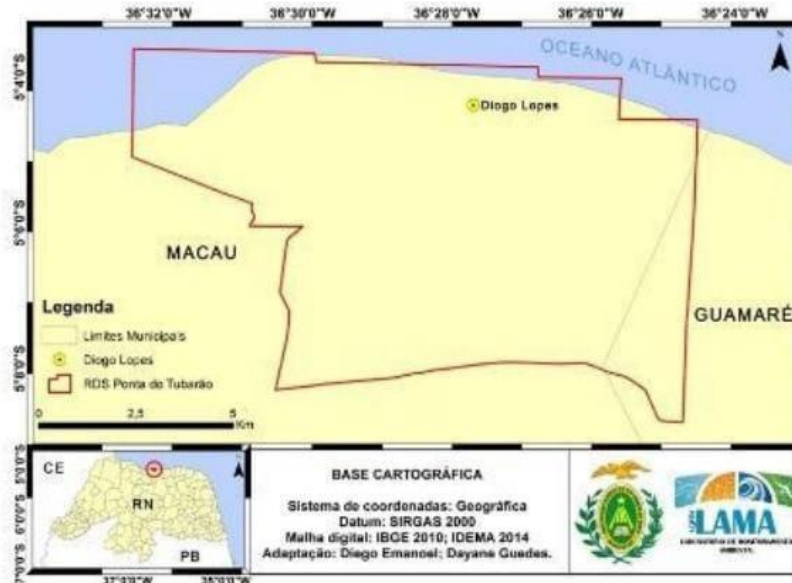 36°32'0"W 36°30'0"W 36°28'0"W 36°26'0"W 36°24'0"W
OCEANO ATLÂNTICO
N
5°4'0"S
Diogo Lopes
5°6'0"S
MACAU
GUAMARÉ
5°8'0"S
Legenda
Limites Municipais
Diogo Lopes
RDS Ponta do Tubarão
0 2,5 5
Km
CE
RN
PB
BASE CARTOGRÁFICA
Sistema de coordenadas: Geográfica
Datum: SIRGAS 2000
Malha digital: IBGE 2010; IDEMA 2014
Adaptação: Diego Emanoel; Dayane Guedes.
LAMA